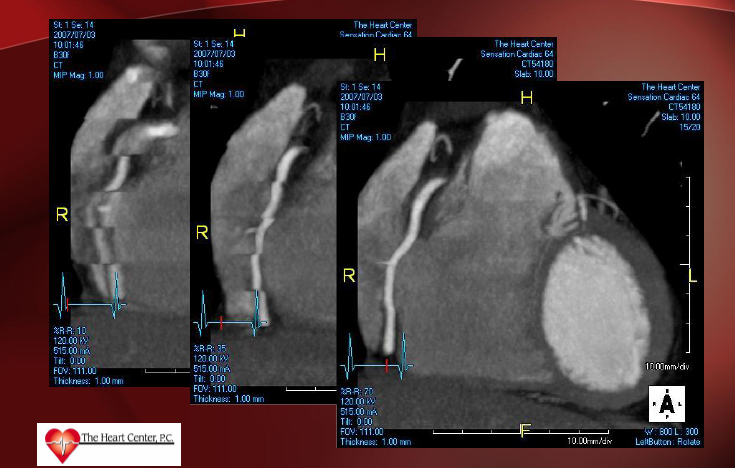 St: 1 Se: 14
2007/07/03
10:01:46
B30f
CT
MIP Mag: 1.00
The Heart Center
Sensation Cardiac 64
H
R
%R-R: 10
120.00 kV
515.00 mA
Tilt: 0.00
FOV: 111.00
Thickness: 1.00 mm
St: 1 Se: 14
2007/07/03
10:01:46
B30f
CT
MIP Mag: 1.00
The Heart Center
Sensation Cardiac 64
CT54180
Slab: 10.00
H
R
%R-R: 35
120.00 kV
515.00 mA
Tilt: 0.00
FOV: 111.00
Thickness: 1.00 mm
St: 1 Se: 14
2007/07/03
10:01:46
B30f
CT
MIP Mag: 1.00
The Heart Center
Sensation Cardiac 64
CT54180
Slab: 10.00
15/20
H
R
L
%R-R: 70
120.00 kV
515.00 mA
Tilt: 0.00
FOV: 111.00
Thickness: 1.00 mm
10.00mm/div
F
10.00mm/div
A
W : 800 L : 300
LeftButton : Rotate
The Heart Center, P.C.